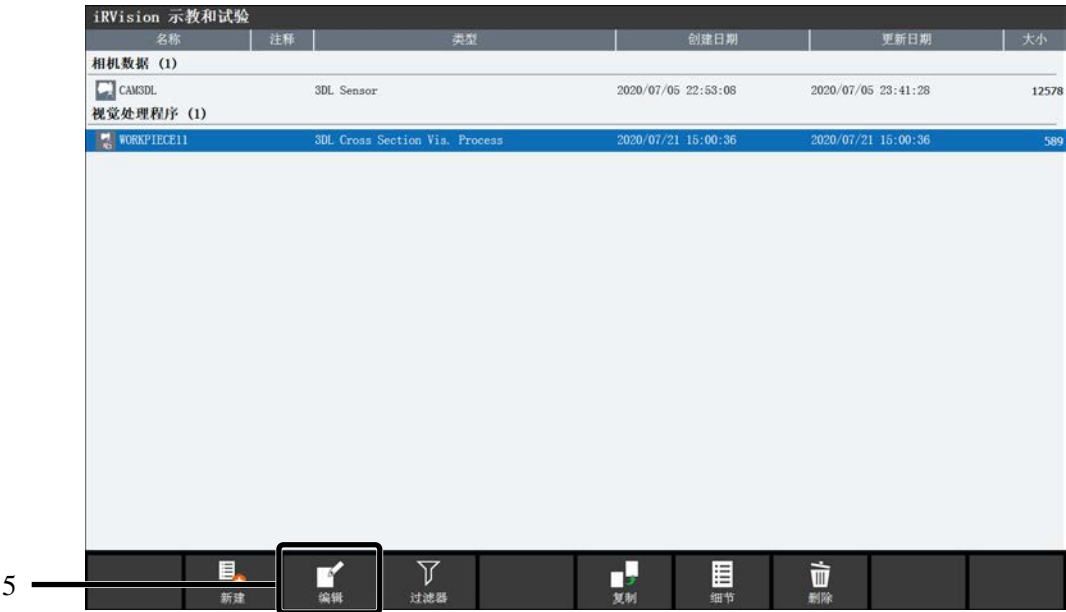 iRVision 示教和试验
名称 注释 类型 创建日期 更新日期 大小
相机数据 (1)
CAM3DL 3DL Sensor 2020/07/05 22:53:08 2020/07/05 23:41:28 12578
视觉处理程序 (1)
WORKPIECE11 3DL Cross Section Vis. Process 2020/07/21 15:00:36 2020/07/21 15:00:36 589
5
新建 编辑 过滤器 复制 细节 删除